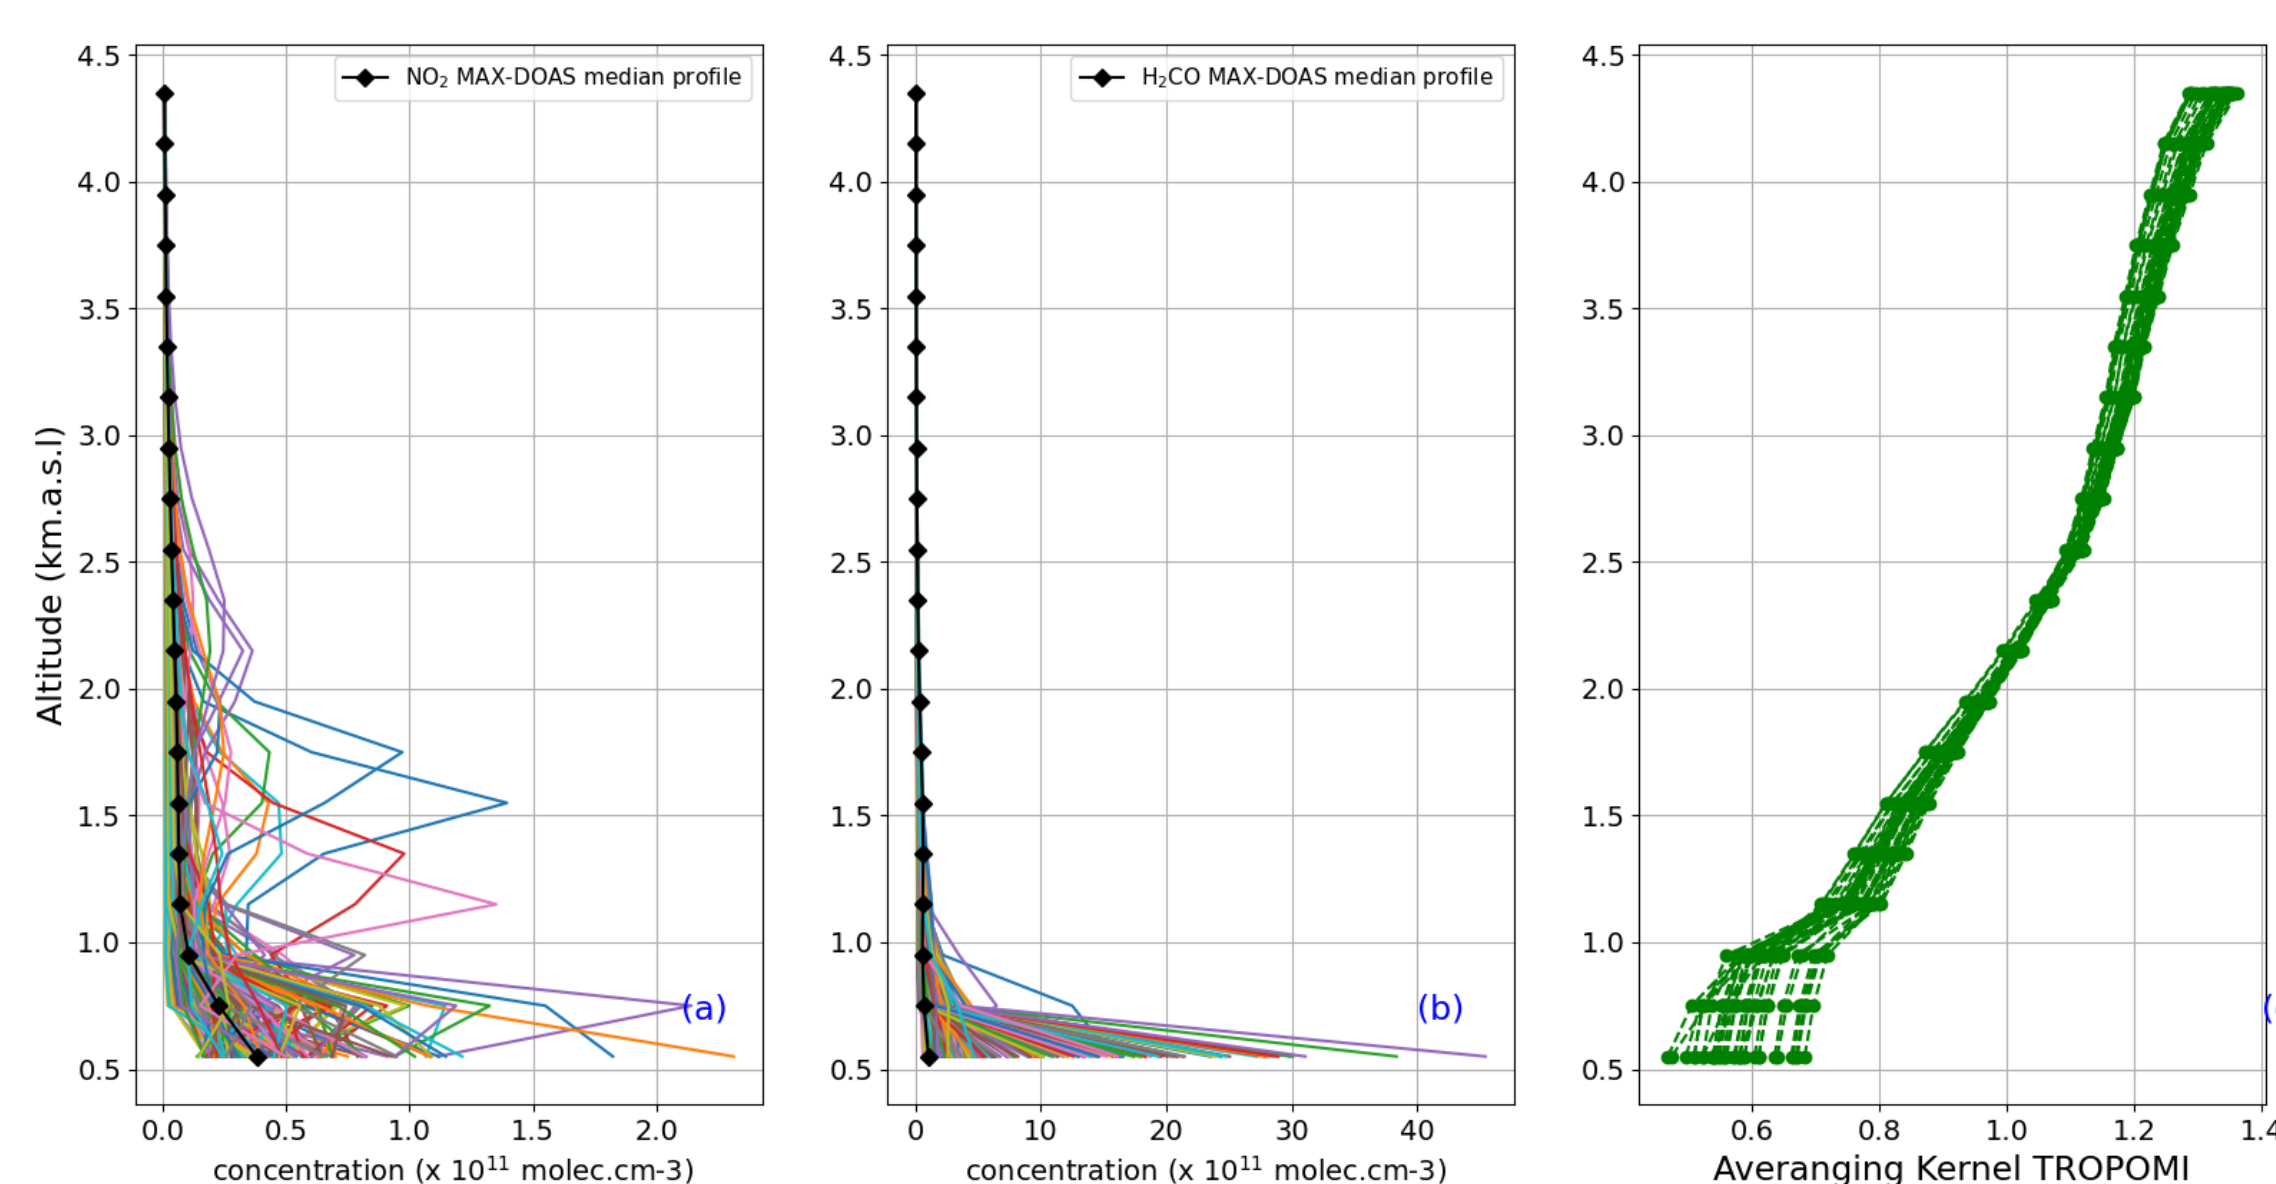 4.5
4.0
3.5
3.0
2.5
2.0
1.5
1.0
0.5
Altitude (km.a.s.l)
NO₂ MAX-DOAS median profile
(a)
0.0 0.5 1.0 1.5 2.0
concentration (x 10¹¹ molec.cm-3)
4.5
4.0
3.5
3.0
2.5
2.0
1.5
1.0
0.5
H₂CO MAX-DOAS median profile
(b)
0 10 20 30 40
concentration (x 10¹¹ molec.cm-3)
4.5
4.0
3.5
3.0
2.5
2.0
1.5
1.0
0.5
0.6 0.8 1.0 1.2 1.4
Averanging Kernel TROPOMI